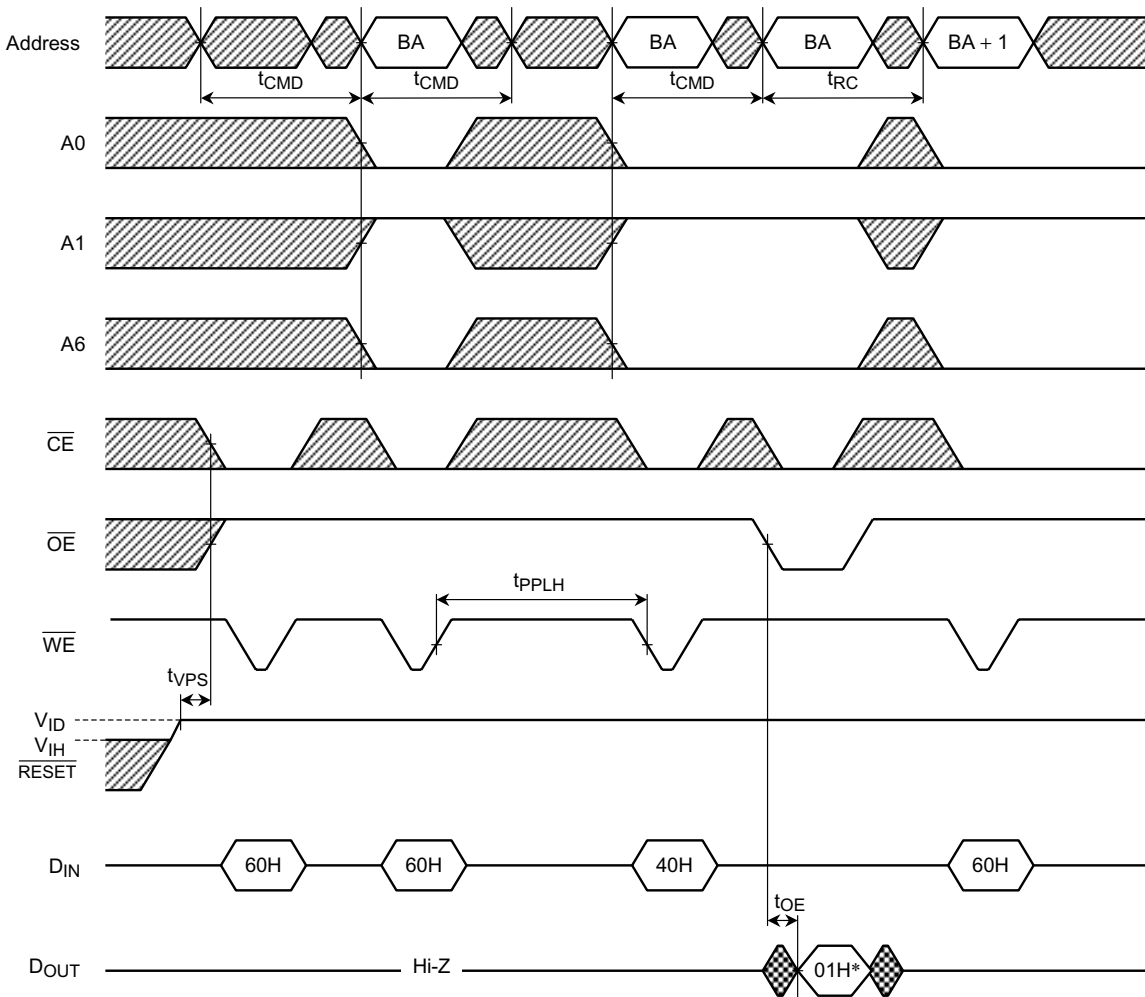 Address BA BA BA BA + 1
tCMD tCMD tCMD tRC
A0
A1
A6
CE
OE
tPPLH
WE
tVPS
VID
VIH
RESET
DIN 60H 60H 40H 60H
tOE
DOUT Hi-Z 01H*